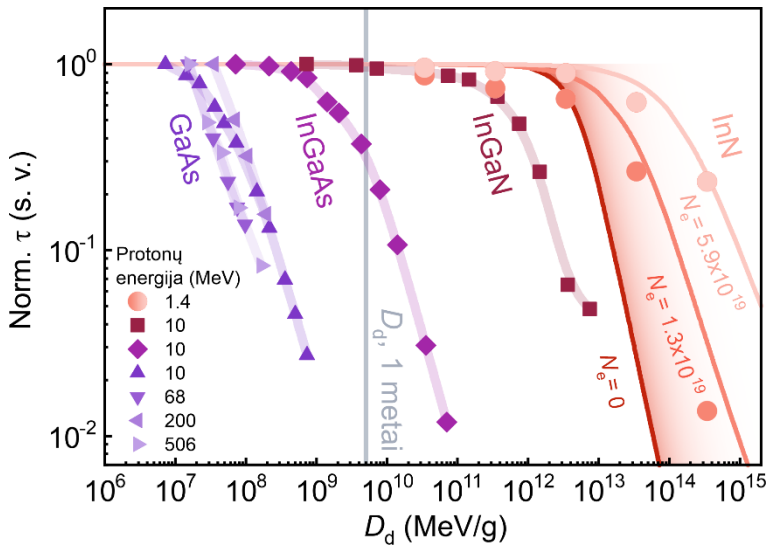 Norm. τ (s. v.)
10⁰
10⁻¹
10⁻²
GaAs
InGaAs
InGaN
InN
Protonų
energija (MeV)
1.4
10
10
10
68
200
506
D_d, 1 metai
N_e = 0
N_e = 1.3x10¹⁹
N_e = 5.9x10¹⁹
10⁶ 10⁷ 10⁸ 10⁹ 10¹⁰ 10¹¹ 10¹² 10¹³ 10¹⁴ 10¹⁵
D_d (MeV/g)